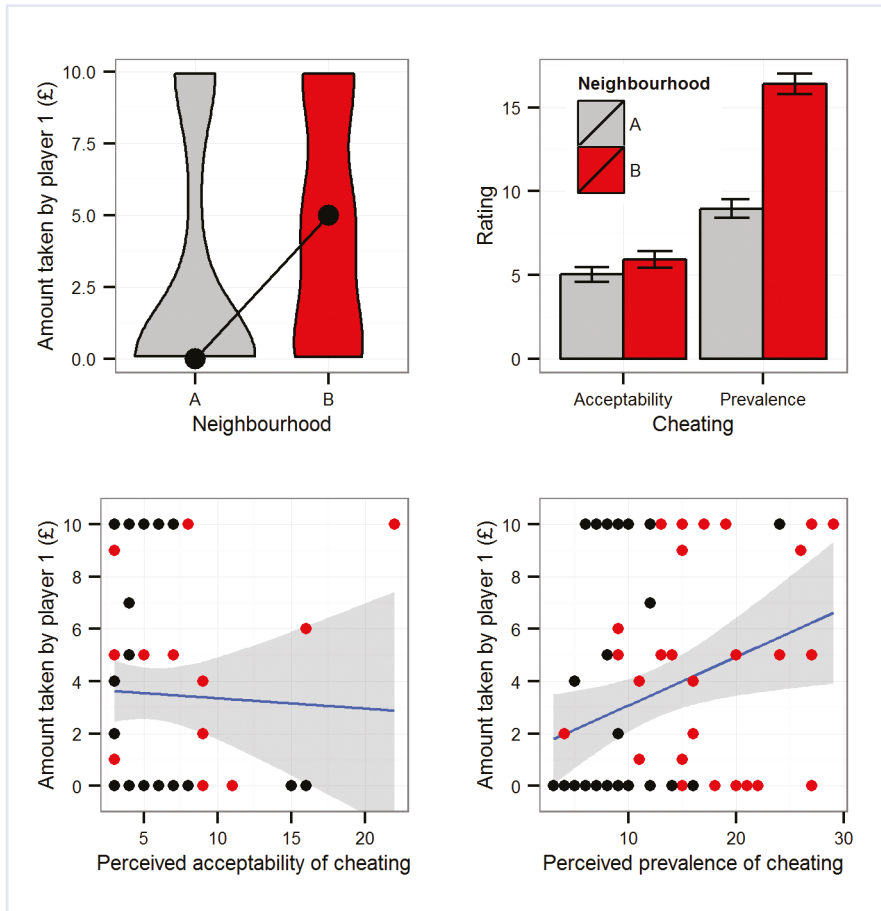 Amount taken by player 1 (£)
10.0
7.5
5.0
2.5
0.0
A
B
Neighbourhood
Rating
15
10
5
0
Neighbourhood
A
B
Acceptability
Prevalence
Cheating
Amount taken by player 1 (£)
10
8
6
4
2
0
5
10
15
20
Perceived acceptability of cheating
Amount taken by player 1 (£)
10
8
6
4
2
0
10
20
30
Perceived prevalence of cheating